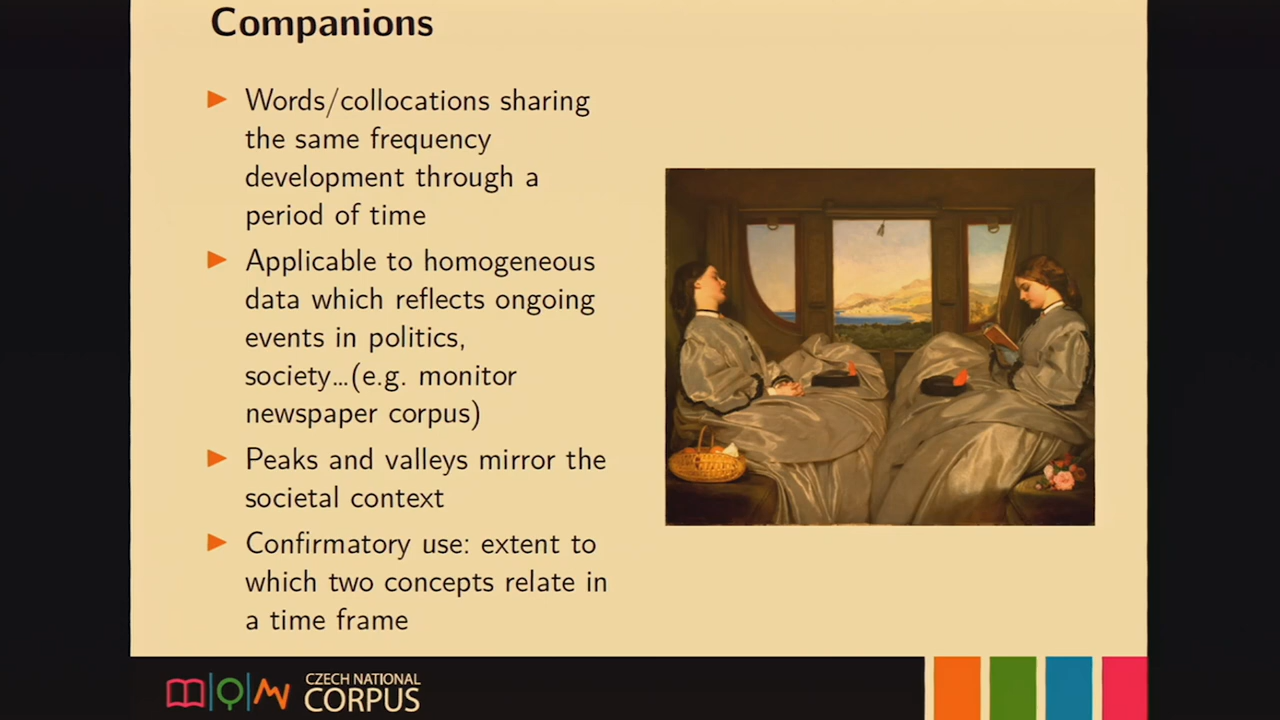 Companions
Words/collocations sharing
the same frequency
development through a
period of time
Applicable to homogeneous
data which reflects ongoing
events in politics,
society…(e.g. monitor
newspaper corpus)
Peaks and valleys mirror the
societal context
Confirmatory use: extent to
which two concepts relate in
a time frame
CZECH NATIONAL
CORPUS